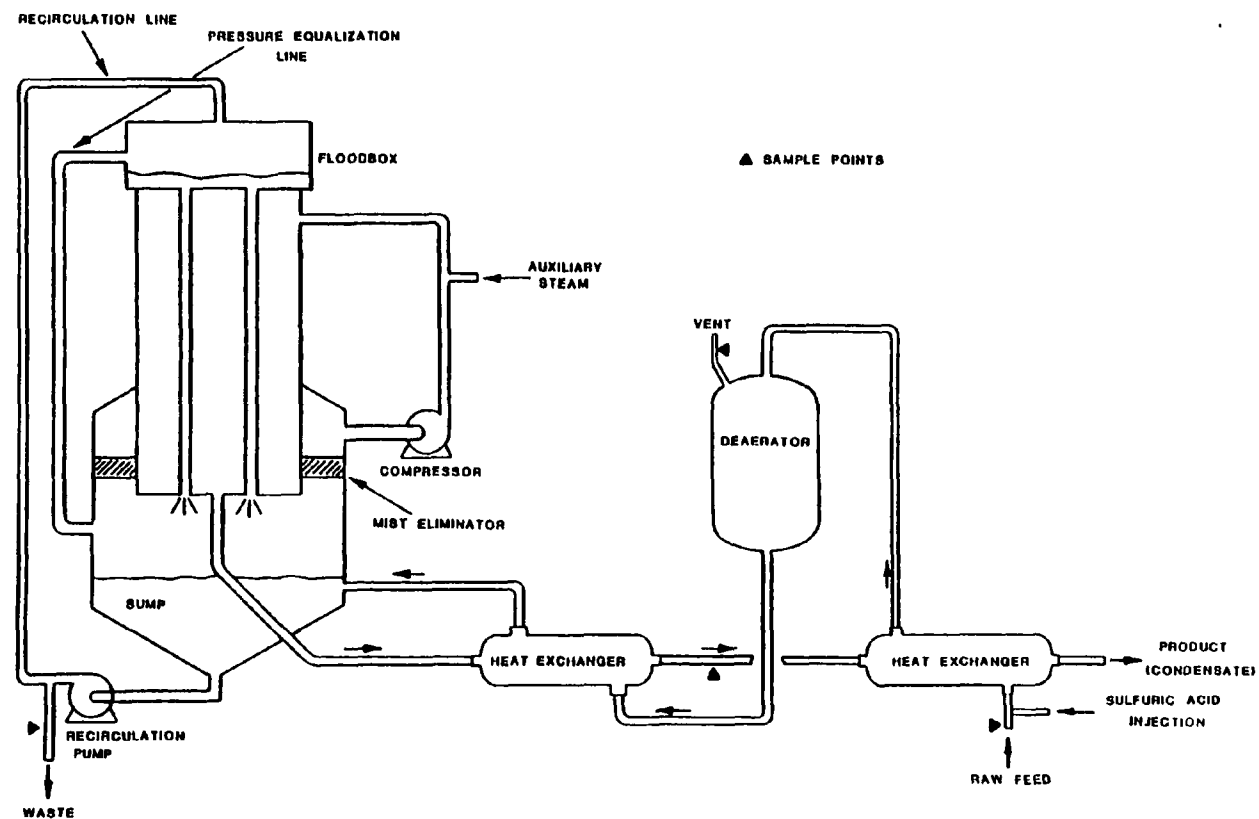 RECIRCULATION LINE
PRESSURE EQUALIZATION
LINE
FLOODBOX
▲ SAMPLE POINTS
AUXILIARY
STEAM
VENT
DEAERATOR
COMPRESSOR
MIST ELIMINATOR
SUMP
HEAT EXCHANGER
HEAT EXCHANGER
PRODUCT
(CONDENSATE)
SULFURIC ACID
INJECTION
RECIRCULATION
PUMP
RAW FEED
WASTE